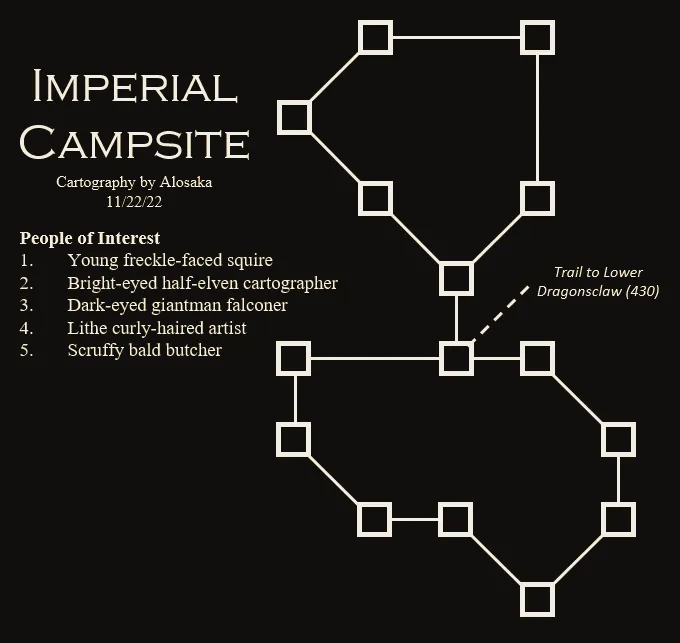 IMPERIAL
CAMPSITE
Cartography by Alosaka
11/22/22
People of Interest
1. Young freckle-faced squire
2. Bright-eyed half-elven cartographer
3. Dark-eyed giantman falconer
4. Lithe curly-haired artist
5. Scruffy bald butcher
Trail to Lower
Dragonsclaw (430)